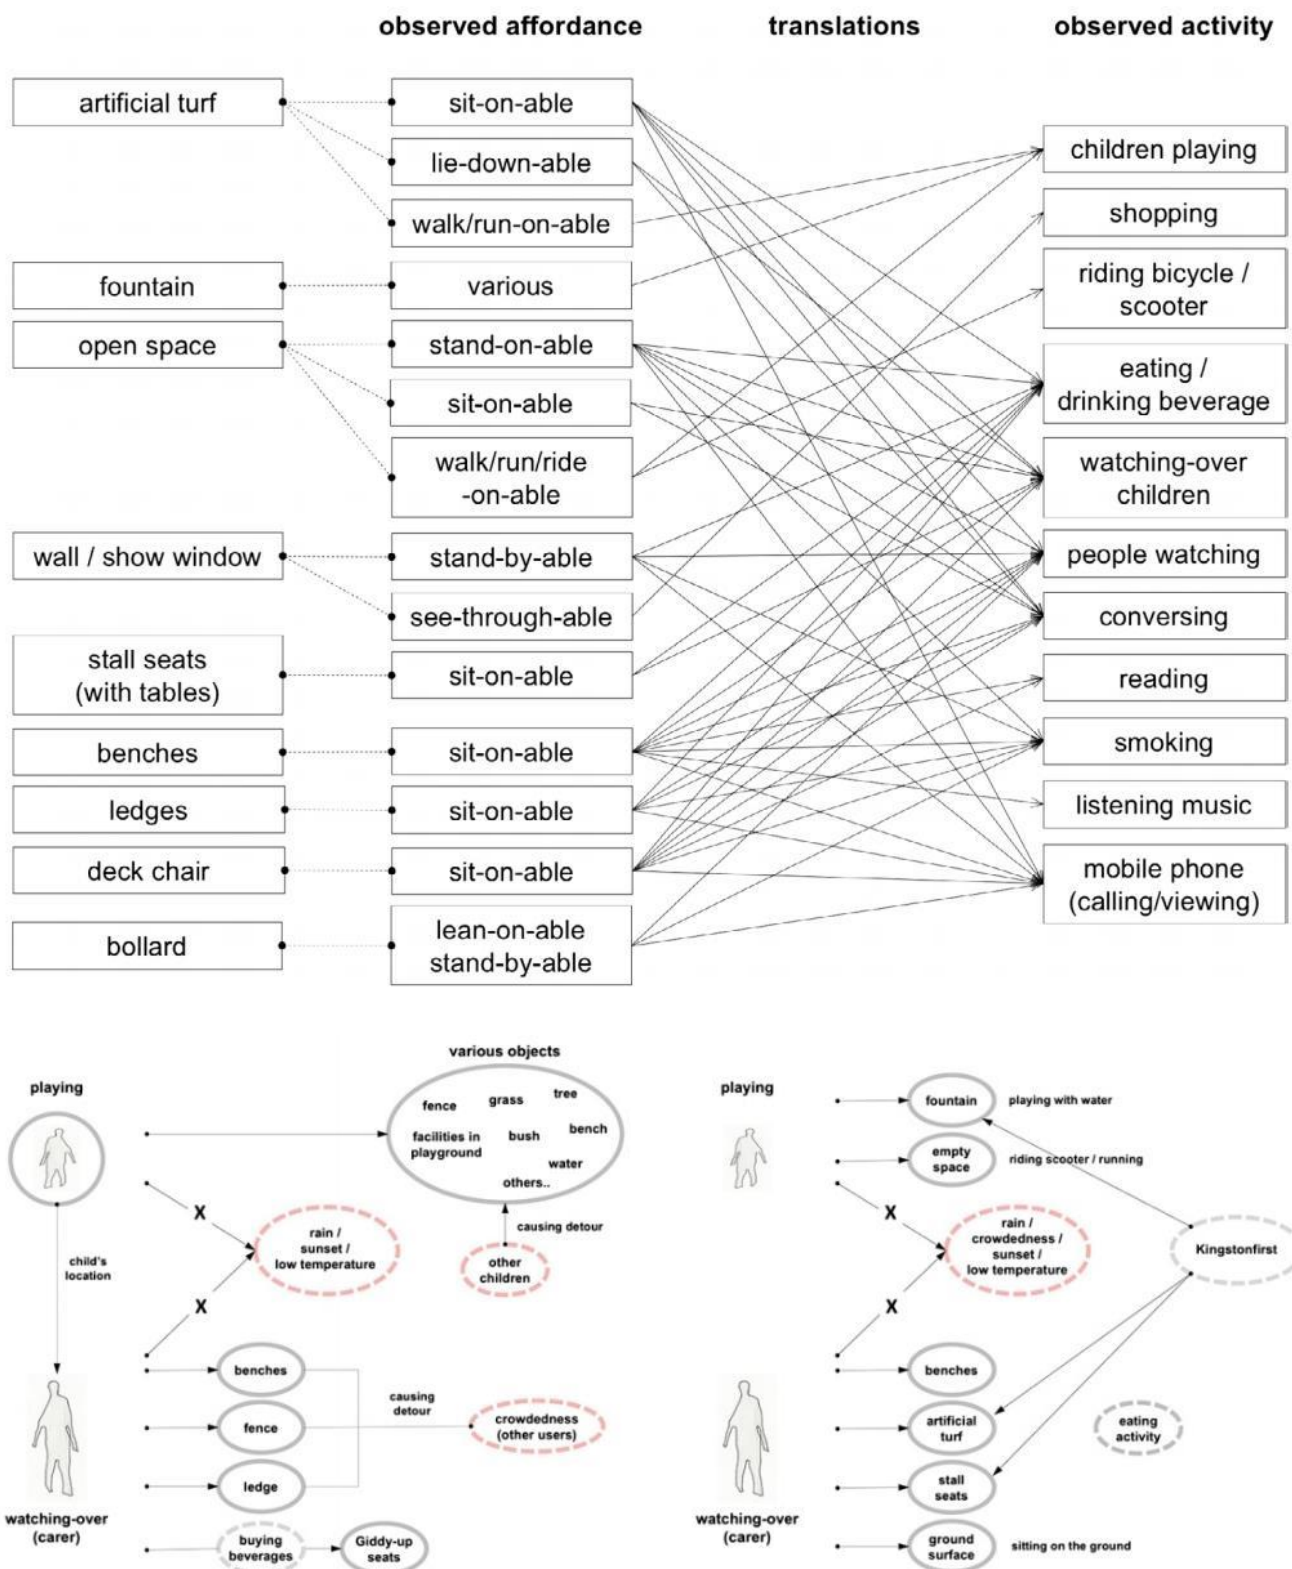 observed affordance translations observed activity
artificial turf
fountain
open space
wall / show window
stall seats
(with tables)
benches
ledges
deck chair
bollard
sit-on-able
lie-down-able
walk/run-on-able
various
stand-on-able
sit-on-able
walk/run/ride
-on-able
stand-by-able
see-through-able
sit-on-able
sit-on-able
sit-on-able
sit-on-able
lean-on-able
stand-by-able
children playing
shopping
riding bicycle /
scooter
eating /
drinking beverage
watching-over
children
people watching
conversing
reading
smoking
listening music
mobile phone
(calling/viewing)
playing
various objects
fence
grass
tree
facilities in
playground
bush
bench
water
others..
X
rain /
sunset /
low temperature
causing detour
other
children
child's
location
X
benches
fence
ledge
causing
detour
crowdedness
(other users)
watching-over
(carer)
buying
beverages
Giddy-up
seats
playing
fountain
playing with water
empty
space
riding scooter / running
X
rain /
crowdedness /
sunset /
low temperature
Kingstonfirst
X
benches
artificial
turf
eating
activity
stall
seats
watching-over
(carer)
ground
surface
sitting on the ground